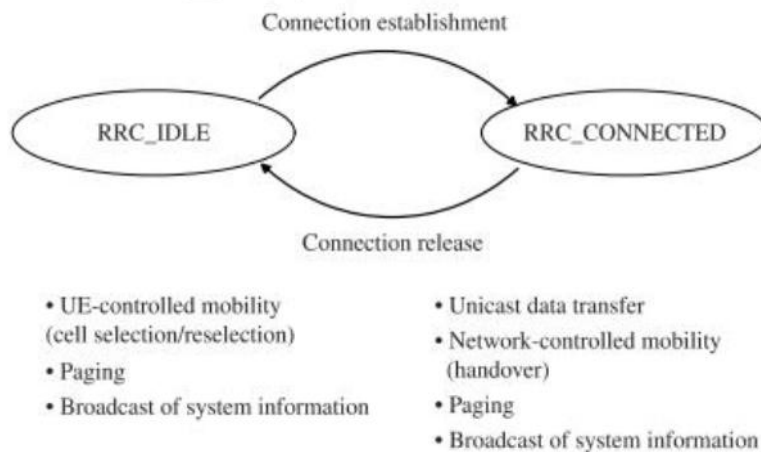 Connection establishment
RRC_IDLE
RRC_CONNECTED
Connection release
• UE-controlled mobility
(cell selection/reselection)
• Paging
• Broadcast of system information
• Unicast data transfer
• Network-controlled mobility
(handover)
• Paging
• Broadcast of system information